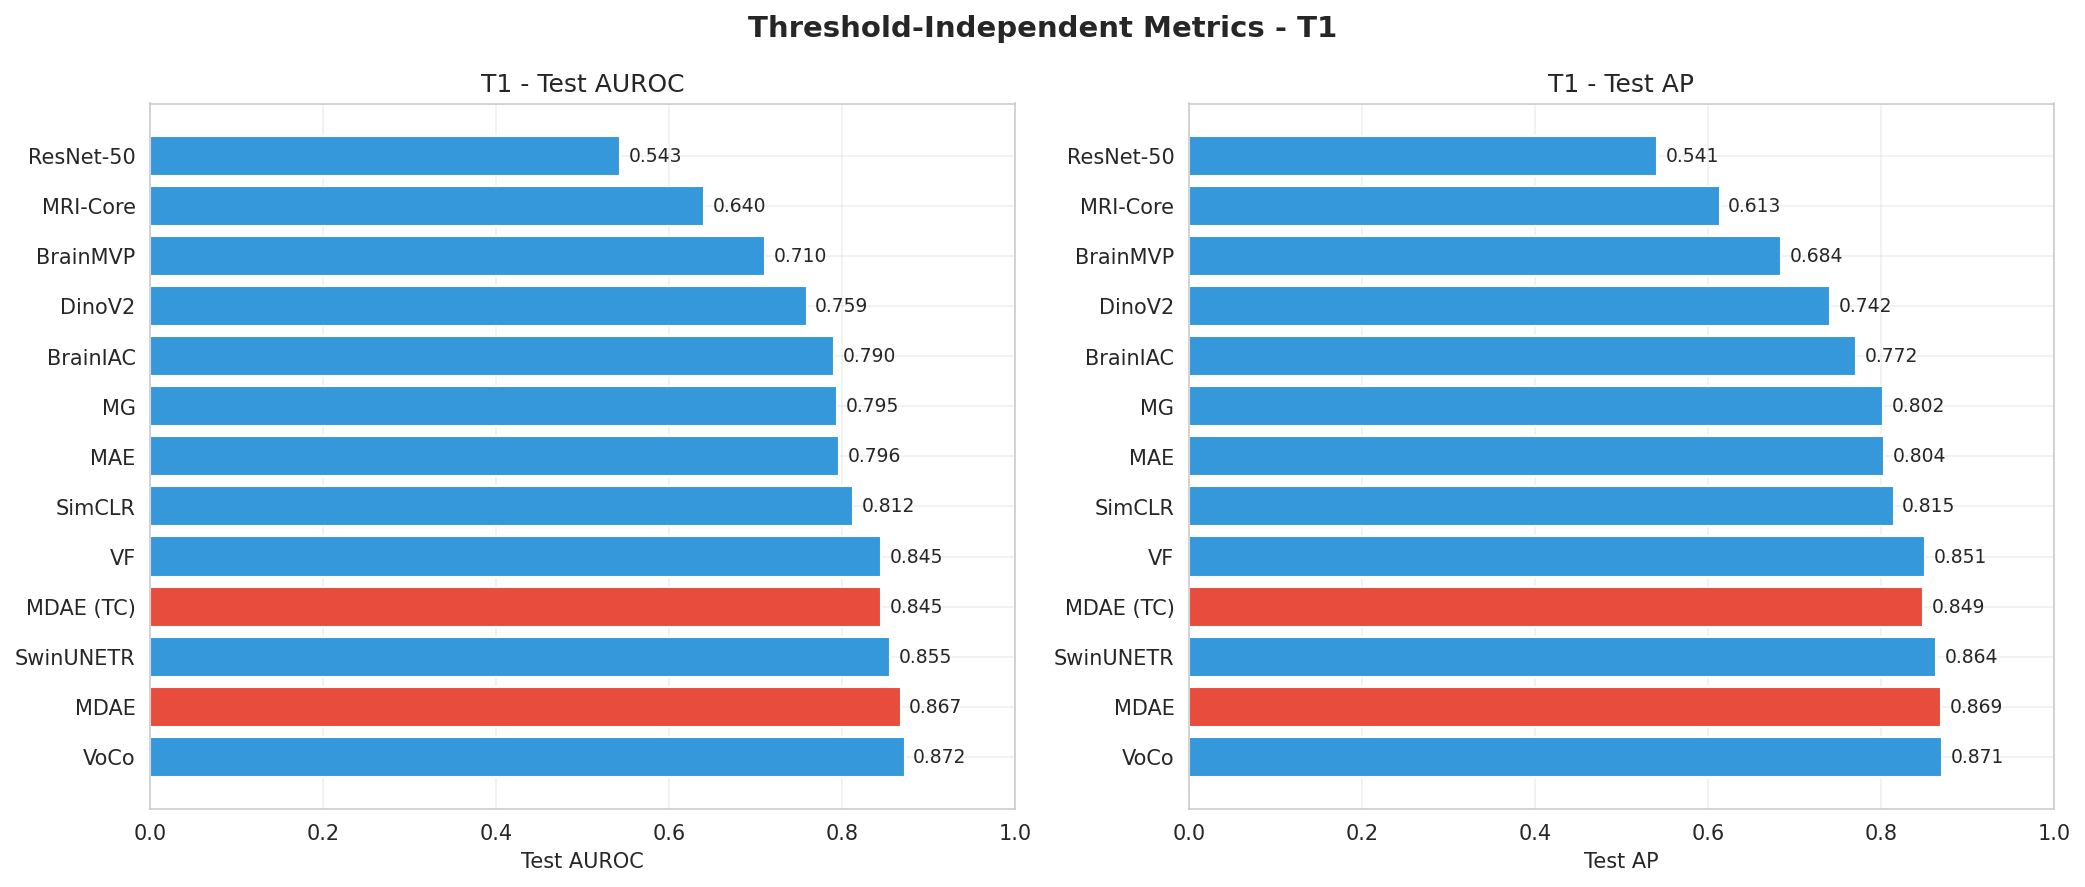 Threshold-Independent Metrics - T1
T1 - Test AUROC
ResNet-50 0.543
MRI-Core 0.640
BrainMVP 0.710
DinoV2 0.759
BrainIAC 0.790
MG 0.795
MAE 0.796
SimCLR 0.812
VF 0.845
MDAE (TC) 0.845
SwinUNETR 0.855
MDAE 0.867
VoCo 0.872
0.0 0.2 0.4 0.6 0.8 1.0
Test AUROC
T1 - Test AP
ResNet-50 0.541
MRI-Core 0.613
BrainMVP 0.684
DinoV2 0.742
BrainIAC 0.772
MG 0.802
MAE 0.804
SimCLR 0.815
VF 0.851
MDAE (TC) 0.849
SwinUNETR 0.864
MDAE 0.869
VoCo 0.871
0.0 0.2 0.4 0.6 0.8 1.0
Test AP